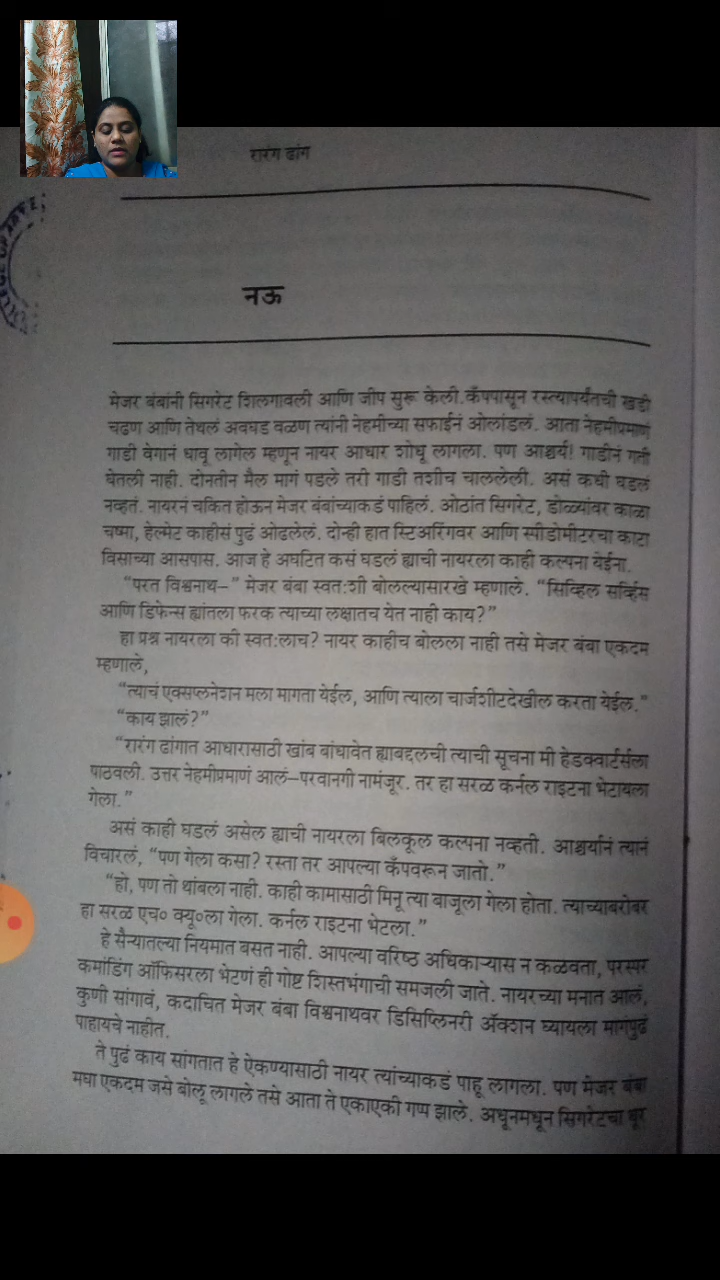 रारंग ढांग
नऊ
मेजर बंबांनी सिगरेट शिलगावली आणि जीप सुरू केली. कँपपासून रस्त्यापर्यंतची खडी
चढण आणि तेथलं अवघड वळण त्यांनी नेहमीच्या सफाईनं ओलांडलं. आता नेहमीप्रमाणं
गाडी वेगानं धावू लागेल म्हणून नायर आधार शोधू लागला. पण आश्चर्य! गाडीनं गती
घेतली नाही. दोनतीन मैल मागं पडले तरी गाडी तशीच चाललेली. असं कधी घडलं
नव्हतं. नायरनं चकित होऊन मेजर बंबांच्याकडं पाहिलं. ओठांत सिगरेट, डोळ्यांवर काळा
चष्मा, हेल्मेट काहीसं पुढं ओढलेलं. दोन्ही हात स्टिअरिंगवर आणि स्पीडोमीटरचा काटा
विसाच्या आसपास. आज हे अघटित कसं घडलं ह्याची नायरला काही कल्पना येईना.
“परत विश्वनाथ–” मेजर बंबा स्वतःशी बोलल्यासारखे म्हणाले. “सिव्हिल सर्व्हिस
आणि डिफेन्स ह्यांतला फरक त्याच्या लक्षातच येत नाही काय?”
हा प्रश्न नायरला की स्वतःलाच? नायर काहीच बोलला नाही तसे मेजर बंबा एकदम
म्हणाले,
“त्याचं एक्सप्लनेशन मला मागता येईल, आणि त्याला चार्जशीटदेखील करता येईल.”
“काय झालं?”
“रारंग ढांगात आधारासाठी खांब बांधावेत ह्याबद्दलची त्याची सूचना मी हेडक्वार्टर्सला
पाठवली. उत्तर नेहमीप्रमाणं आलं–परवानगी नामंजूर. तर हा सरळ कर्नल राइटना भेटायला
गेला.”
असं काही घडलं असेल ह्याची नायरला बिलकूल कल्पना नव्हती. आश्चर्यानं त्यानं
विचारलं, “पण गेला कसा? रस्ता तर आपल्या कँपवरून जातो.”
“हो, पण तो थांबला नाही. काही कामासाठी मिनू त्या बाजूला गेला होता. त्याच्याबरोबर
हा सरळ एच० क्यू०ला गेला. कर्नल राइटना भेटला.”
हे सैन्यातल्या नियमात बसत नाही. आपल्या वरिष्ठ अधिकाऱ्यास न कळवता, परस्पर
कमांडिंग ऑफिसरला भेटणं ही गोष्ट शिस्तभंगाची समजली जाते. नायरच्या मनात आलं,
कुणी सांगावं, कदाचित मेजर बंबा विश्वनाथवर डिसिप्लिनरी ॲक्शन घ्यायला मागंपुढं
पाहायचे नाहीत.
ते पुढं काय सांगतात हे ऐकण्यासाठी नायर त्यांच्याकडं पाहू लागला. पण मेजर बंबा
मघा एकदम जसे बोलू लागले तसे आता ते एकाएकी गप्प झाले. अधूनमधून सिगरेटचा धूर